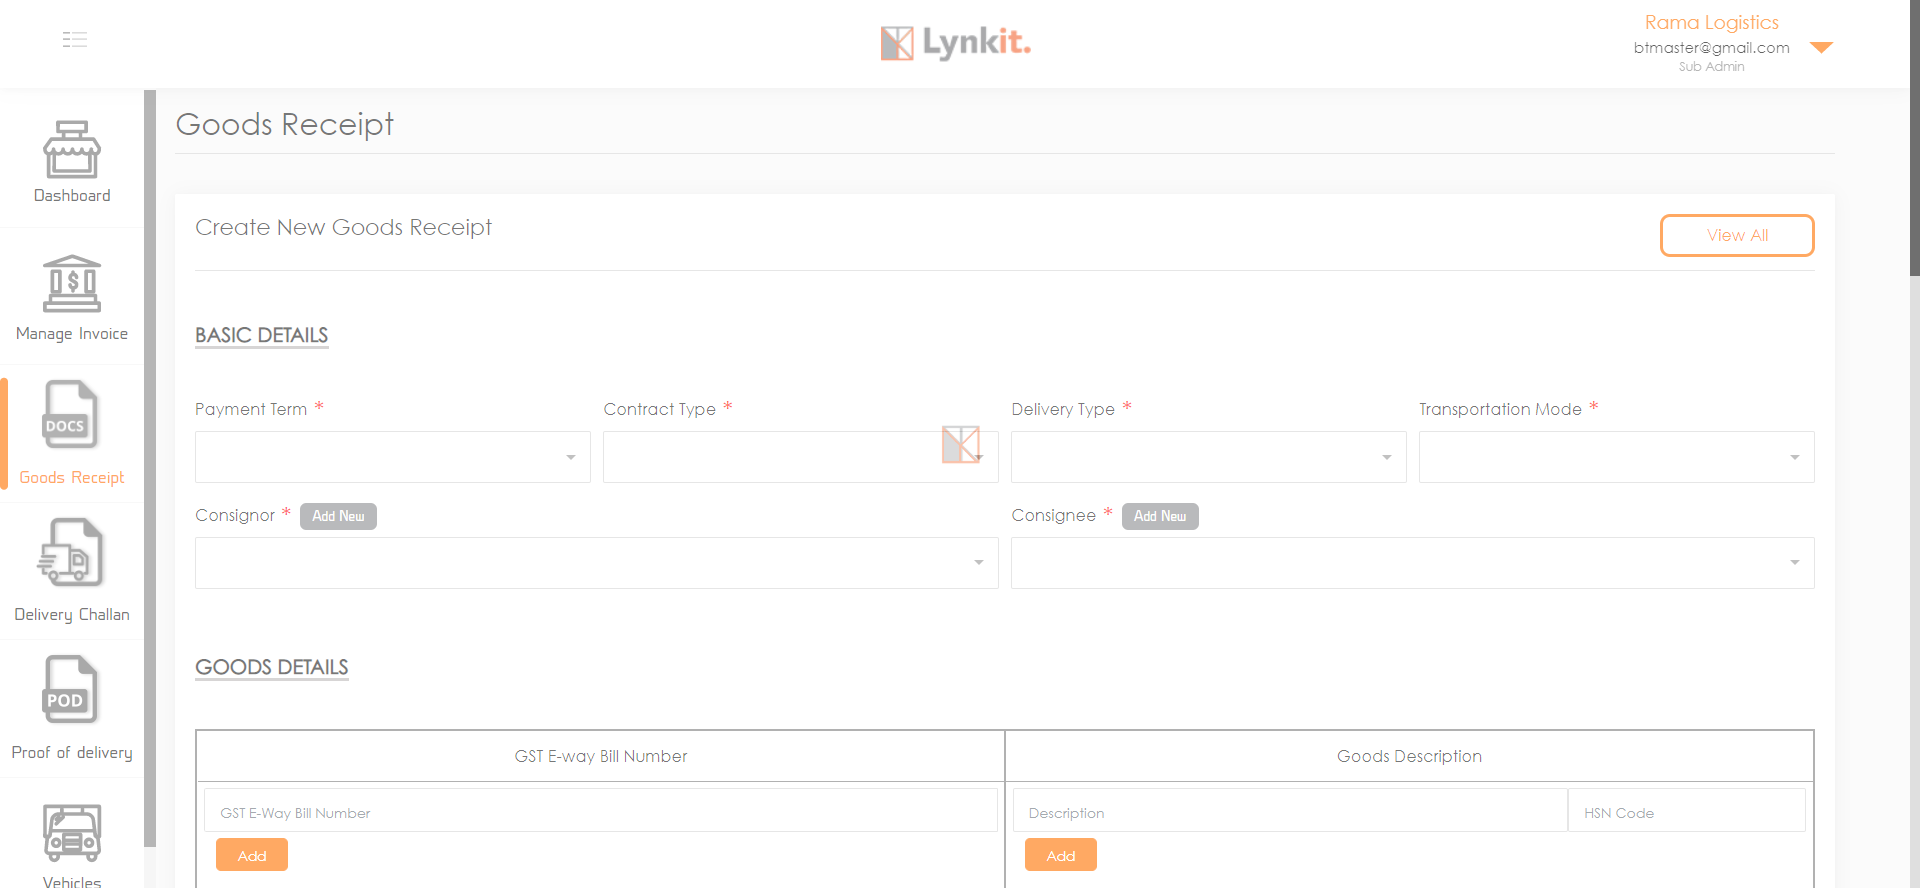 Lynkit.
Rama Logistics
btmaster@gmail.com
Sub Admin
Dashboard
Manage Invoice
DOCS
Goods Receipt
Delivery Challan
POD
Proof of delivery
Vehicles
Goods Receipt
Create New Goods Receipt
View All
BASIC DETAILS
Payment Term *
Contract Type *
Delivery Type *
Transportation Mode *
Consignor * Add New
Consignee * Add New
GOODS DETAILS
GST E-way Bill Number
Goods Description
GST E-Way Bill Number
Description
HSN Code
Add
Add